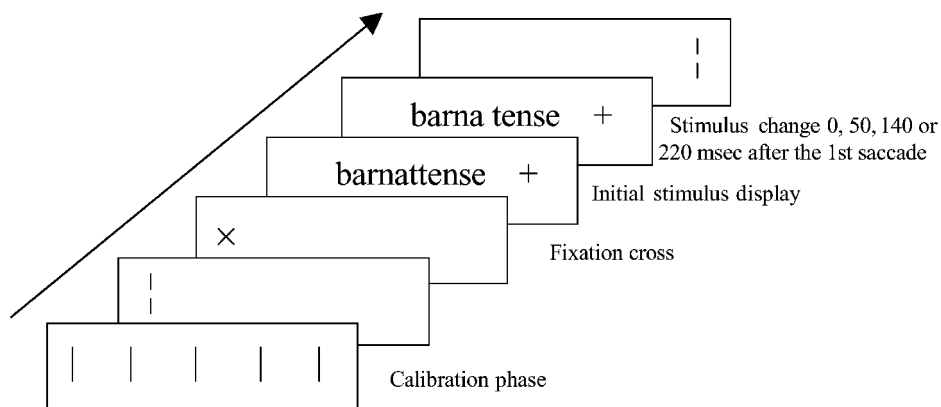 barna tense +
Stimulus change 0, 50, 140 or
220 msec after the 1st saccade
barnattense +
Initial stimulus display
×
Fixation cross
Calibration phase